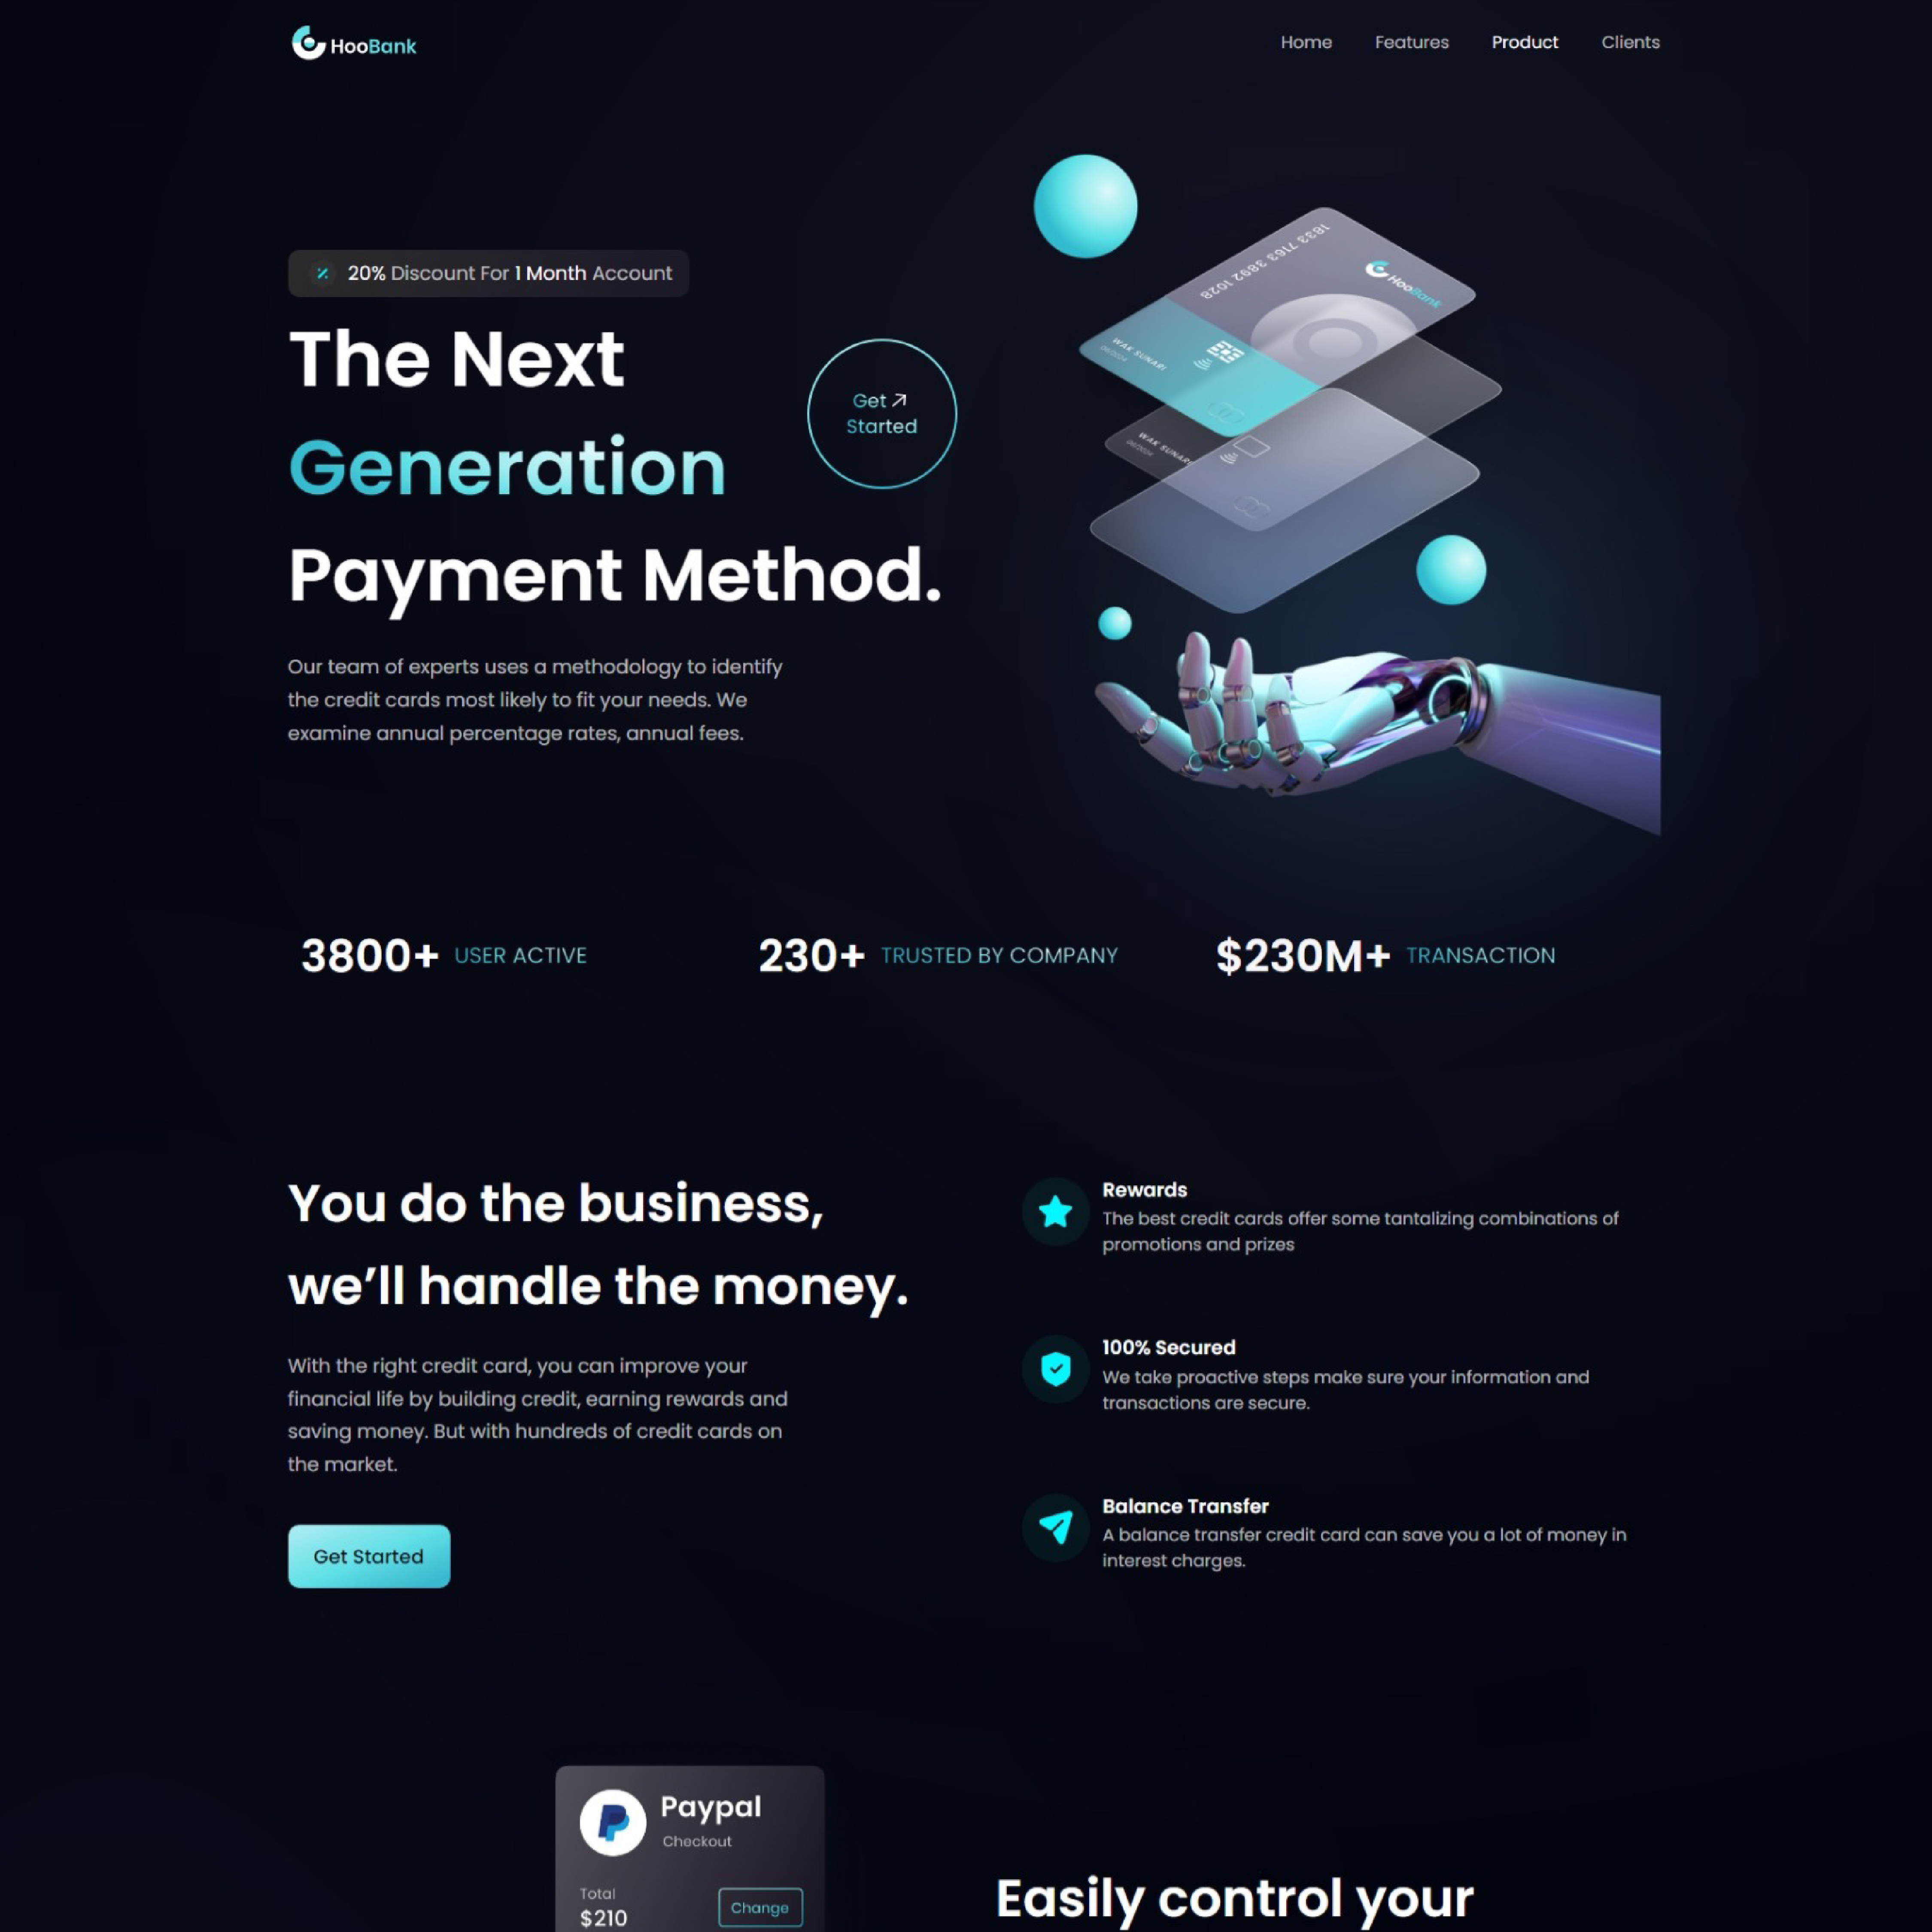 HooBank
Home Features Product Clients
20% Discount For 1 Month Account
The Next
Generation
Payment Method.
Get
Started
Our team of experts uses a methodology to identify
the credit cards most likely to fit your needs. We
examine annual percentage rates, annual fees.
1833 7163 3892 1028
HooBank
WAK SUNARI
06/2024
WAK SUNARI
06/2024
3800+ USER ACTIVE
230+ TRUSTED BY COMPANY
$230M+ TRANSACTION
You do the business,
we’ll handle the money.
With the right credit card, you can improve your
financial life by building credit, earning rewards and
saving money. But with hundreds of credit cards on
the market.
Get Started
Rewards
The best credit cards offer some tantalizing combinations of
promotions and prizes
100% Secured
We take proactive steps make sure your information and
transactions are secure.
Balance Transfer
A balance transfer credit card can save you a lot of money in
interest charges.
Paypal
Checkout
Total
$210
Change
Easily control your